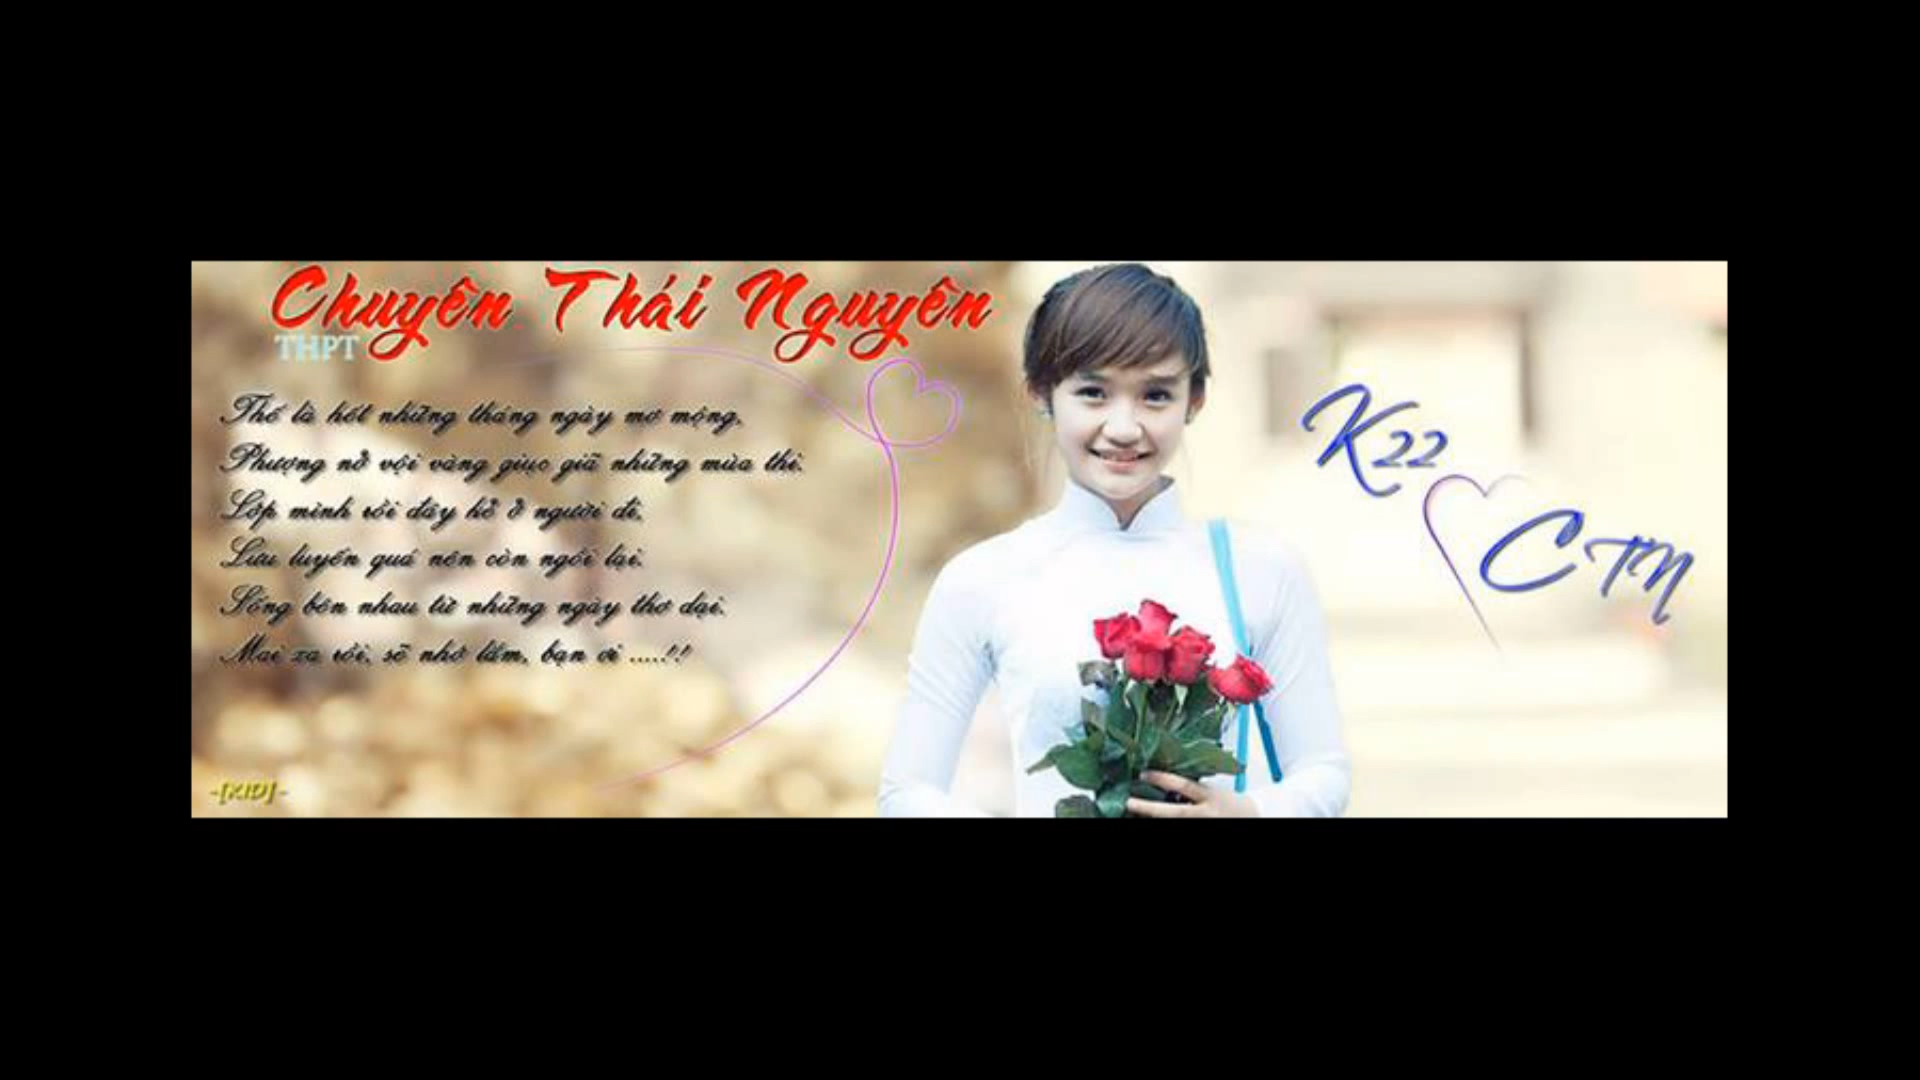 Chuyên Thái Nguyên
THPT
Thế là hết những tháng ngày mơ mộng,
Phượng nở vội vàng giục giã những mùa thi.
Lớp mình rồi đây kẻ ở người đi,
Lưu luyến quá nên còn ngồi lại.
Sống bên nhau từ những ngày thơ dại.
Mai xa rồi, sẽ nhớ lắm, bạn ơi .....!!
K22
CTN
-[KID]-